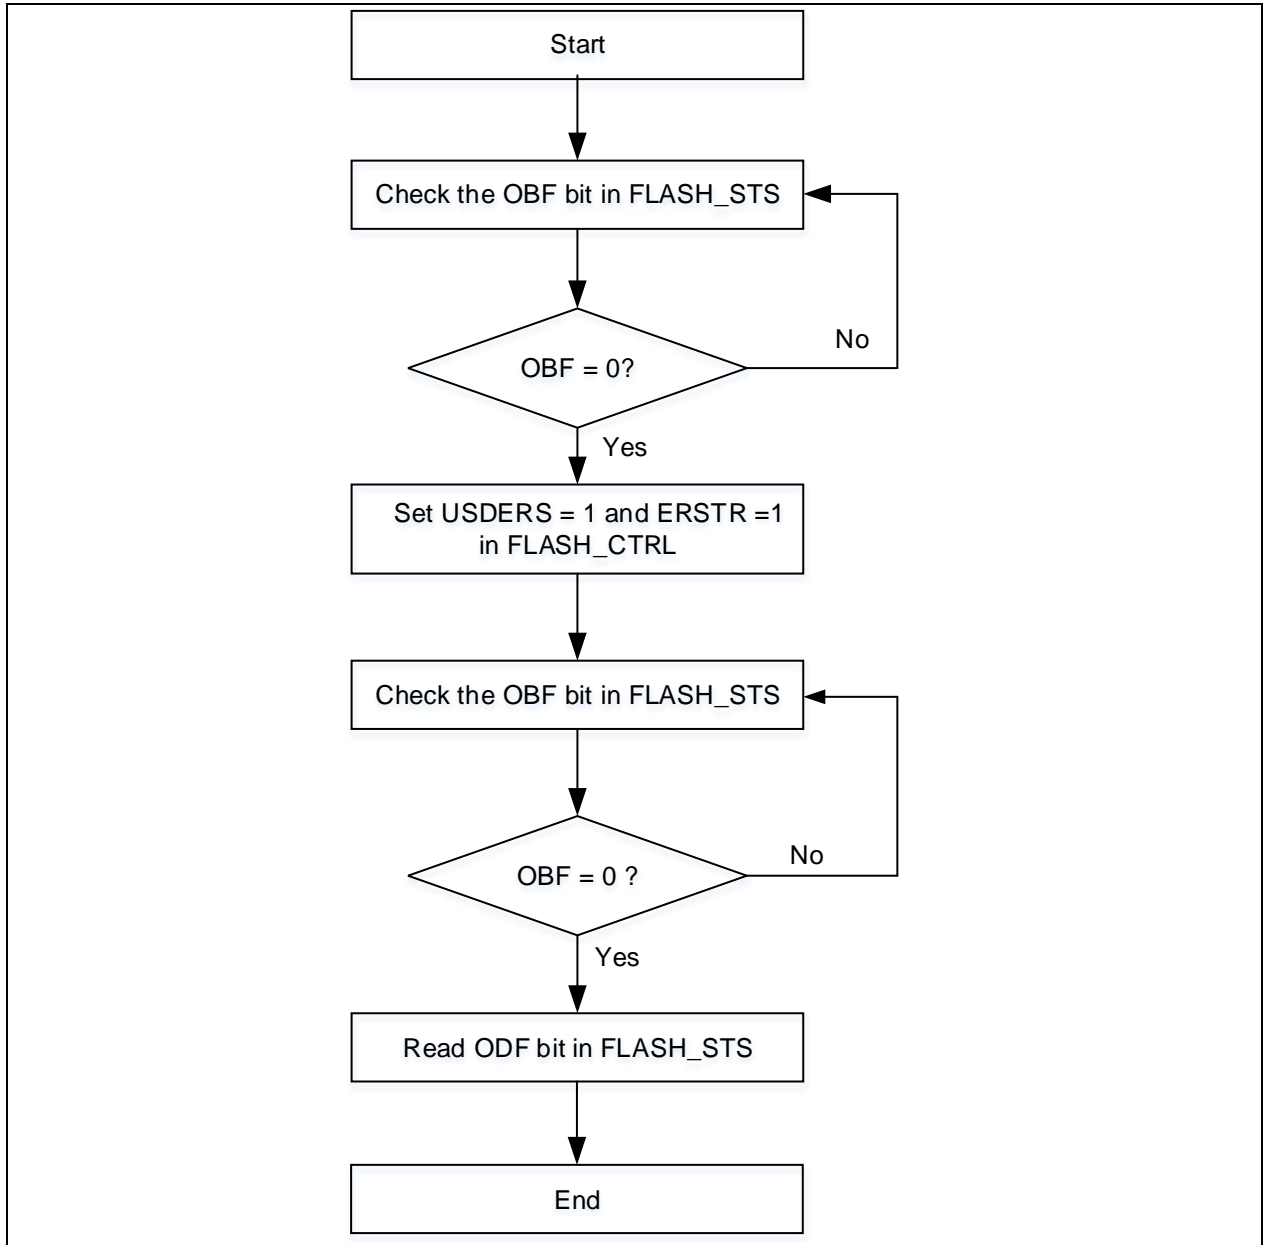 Start
Check the OBF bit in FLASH_STS
OBF = 0?
No
Yes
Set USDERS = 1 and ERSTR =1
in FLASH_CTRL
Check the OBF bit in FLASH_STS
OBF = 0 ?
No
Yes
Read ODF bit in FLASH_STS
End